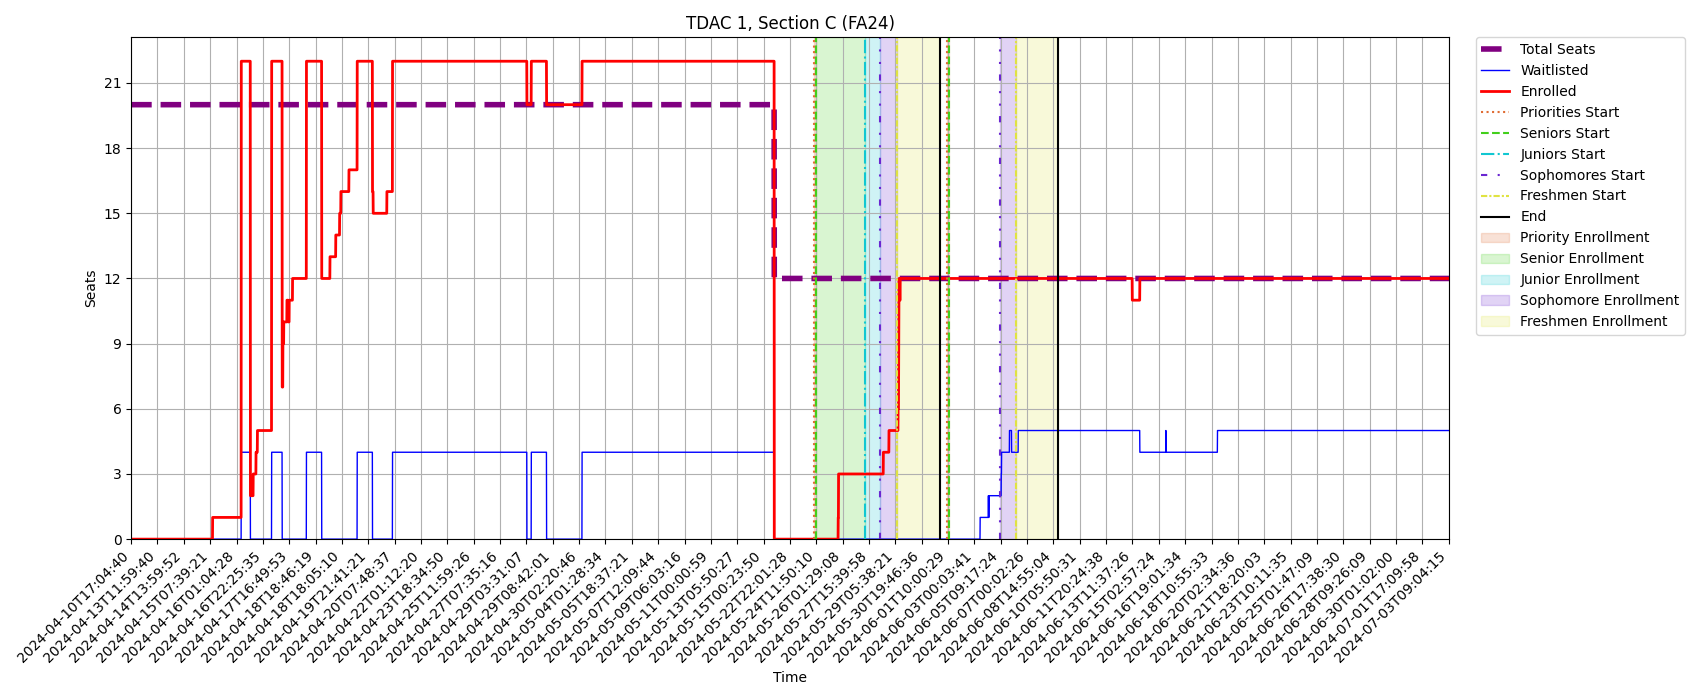 TDAC 1, Section C (FA24)
Total Seats
Waitlisted
Enrolled
Priorities Start
Seniors Start
Juniors Start
Sophomores Start
Freshmen Start
End
Priority Enrollment
Senior Enrollment
Junior Enrollment
Sophomore Enrollment
Freshmen Enrollment
Seats
21
18
15
12
9
6
3
0
2024-04-10T17:04:40
2024-04-13T11:59:40
2024-04-14T13:59:52
2024-04-15T07:39:21
2024-04-16T01:04:28
2024-04-16T22:25:35
2024-04-17T16:49:53
2024-04-18T18:46:19
2024-04-18T18:05:10
2024-04-19T21:41:21
2024-04-20T07:48:37
2024-04-22T01:12:20
2024-04-23T18:34:50
2024-04-25T11:59:26
2024-04-27T07:35:16
2024-04-29T03:31:07
2024-04-29T08:42:01
2024-04-30T02:20:46
2024-05-04T01:28:34
2024-05-05T18:37:21
2024-05-07T12:09:44
2024-05-09T06:03:16
2024-05-11T00:00:59
2024-05-13T05:50:27
2024-05-15T00:23:50
2024-05-22T22:01:28
2024-05-24T11:50:10
2024-05-26T01:29:08
2024-05-27T15:39:58
2024-05-29T05:38:21
2024-05-30T19:46:36
2024-06-01T10:00:29
2024-06-03T00:03:41
2024-06-05T09:17:24
2024-06-07T00:02:26
2024-06-08T14:55:04
2024-06-10T05:50:31
2024-06-11T20:24:38
2024-06-13T11:37:26
2024-06-15T02:57:24
2024-06-16T19:01:34
2024-06-18T10:55:33
2024-06-20T02:34:36
2024-06-21T18:20:03
2024-06-23T10:11:35
2024-06-25T01:47:09
2024-06-26T17:38:30
2024-06-28T09:26:09
2024-06-30T01:02:00
2024-07-01T17:09:58
2024-07-03T09:04:15
Time